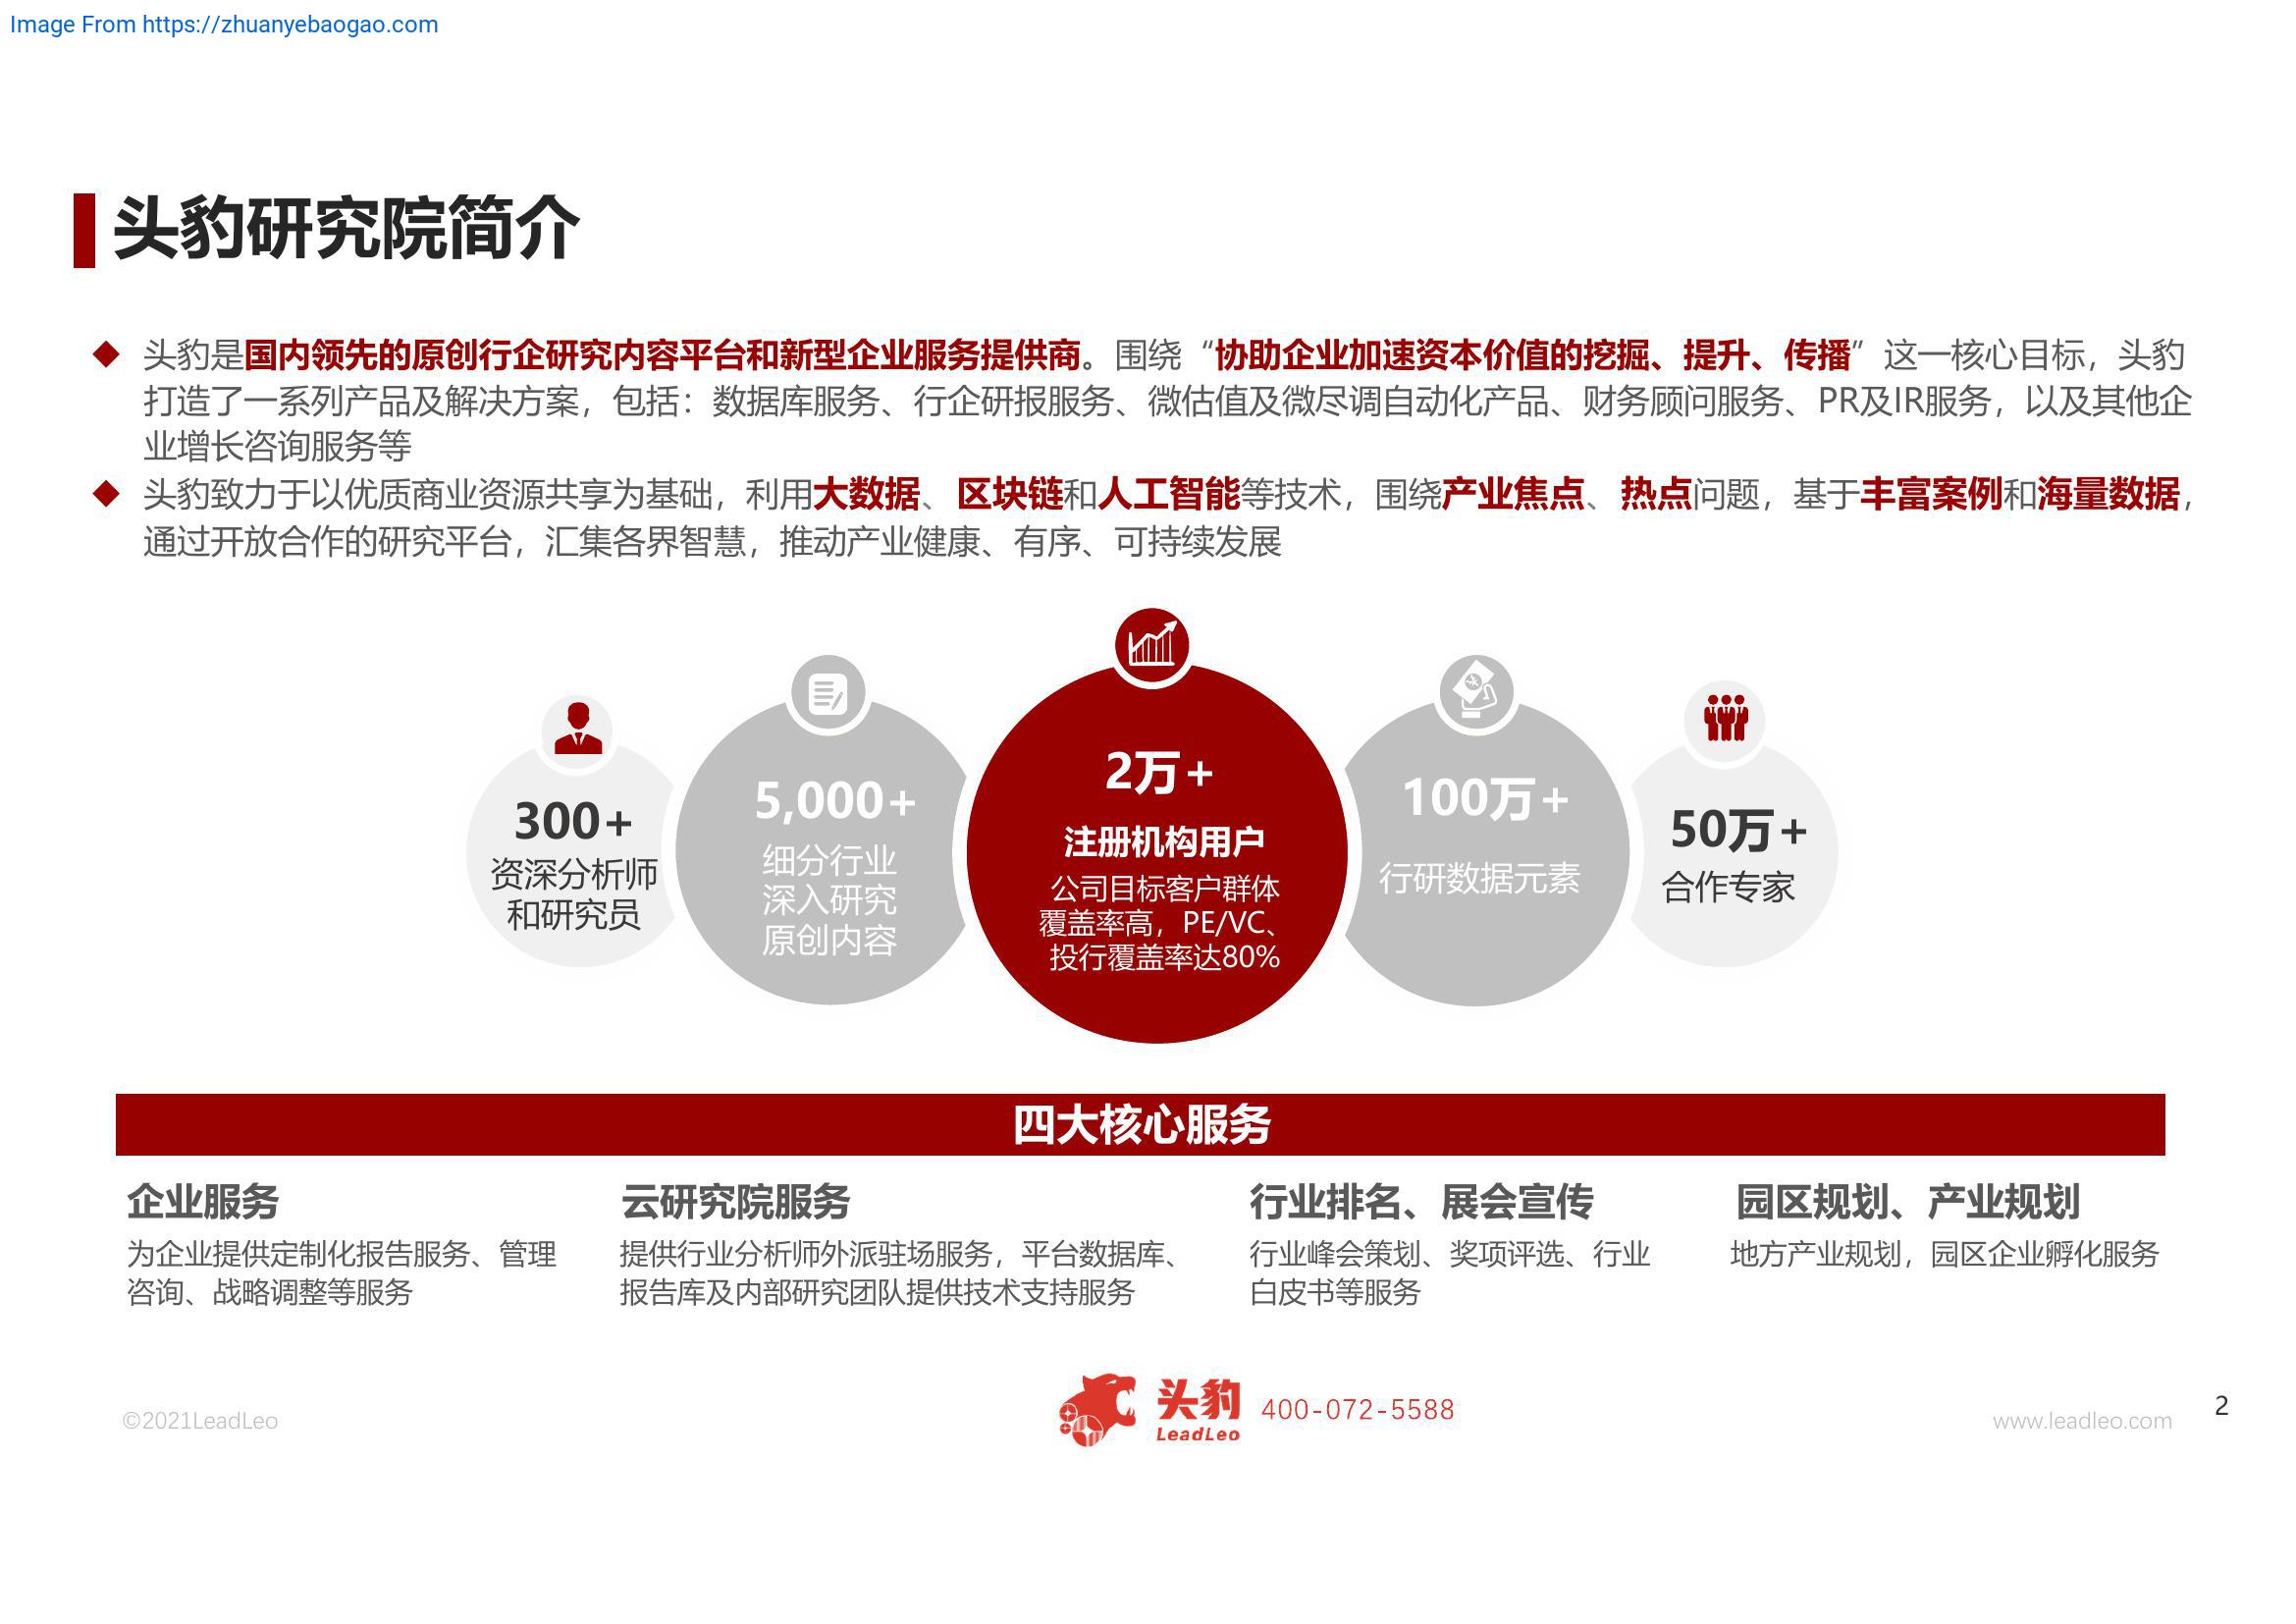 Image From https://zhuanyebaogao.com
头豹研究院简介
头豹是国内领先的原创行企研究内容平台和新型企业服务提供商。围绕“协助企业加速资本价值的挖掘、提升、传播”这一核心目标，头豹
打造了一系列产品及解决方案，包括：数据库服务、行企研报服务、微估值及微尽调自动化产品、财务顾问服务、PR及IR服务，以及其他企
业增长咨询服务等
头豹致力于以优质商业资源共享为基础，利用大数据、区块链和人工智能等技术，围绕产业焦点、热点问题，基于丰富案例和海量数据，
通过开放合作的研究平台，汇集各界智慧，推动产业健康、有序、可持续发展
300+
资深分析师
和研究员
5,000+
细分行业
深入研究
原创内容
2万+
注册机构用户
公司目标客户群体
覆盖率高，PE/VC、
投行覆盖率达80%
100万+
行研数据元素
50万+
合作专家
四大核心服务
企业服务
为企业提供定制化报告服务、管理
咨询、战略调整等服务
云研究院服务
提供行业分析师外派驻场服务，平台数据库、
报告库及内部研究团队提供技术支持服务
行业排名、展会宣传
行业峰会策划、奖项评选、行业
白皮书等服务
园区规划、产业规划
地方产业规划，园区企业孵化服务
©2021LeadLeo
头豹
LeadLeo
400-072-5588
www.leadleo.com
2